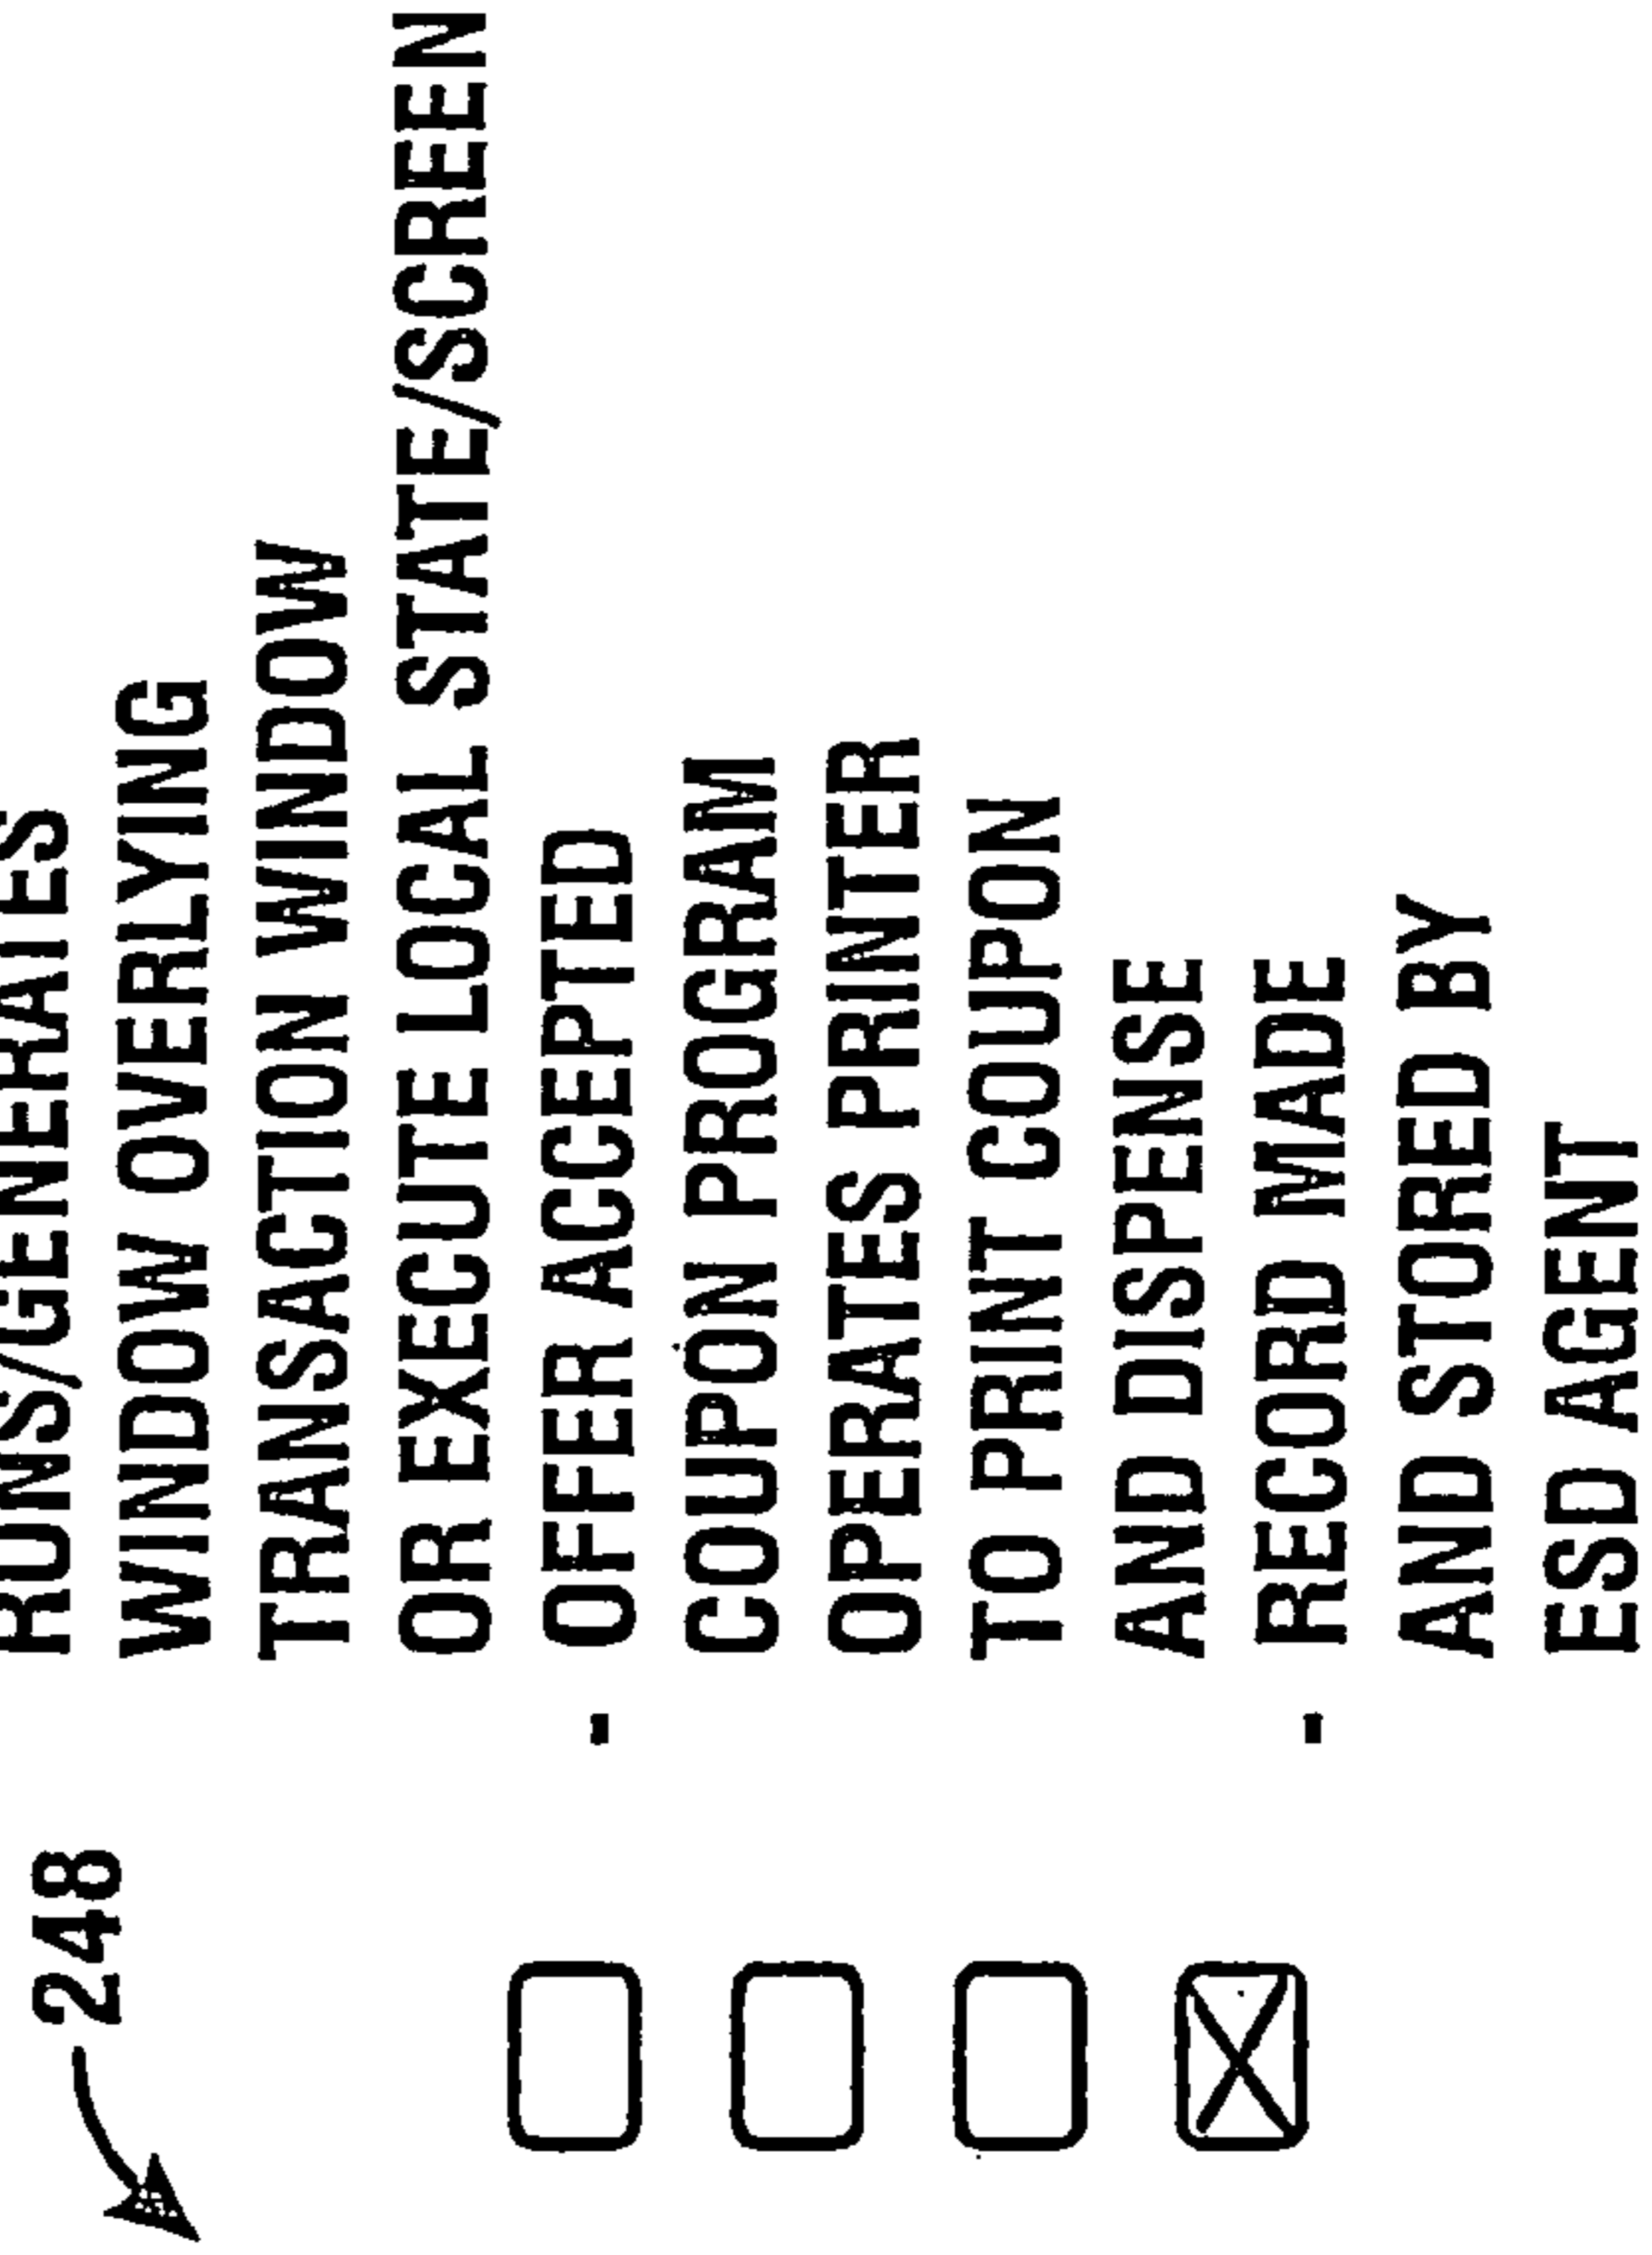 248
RUNS/GENERATES
WINDOW OVERLYING
TRANSACTION WINDOW
OR EXECUTE LOCAL STATE/SCREEN
- OFFER ACCEPTED
COUPON PROGRAM
OPERATES PRINTER
TO PRINT COUPON
AND DISPENSE
- RECORD MADE
AND STORED BY
ESD AGENT